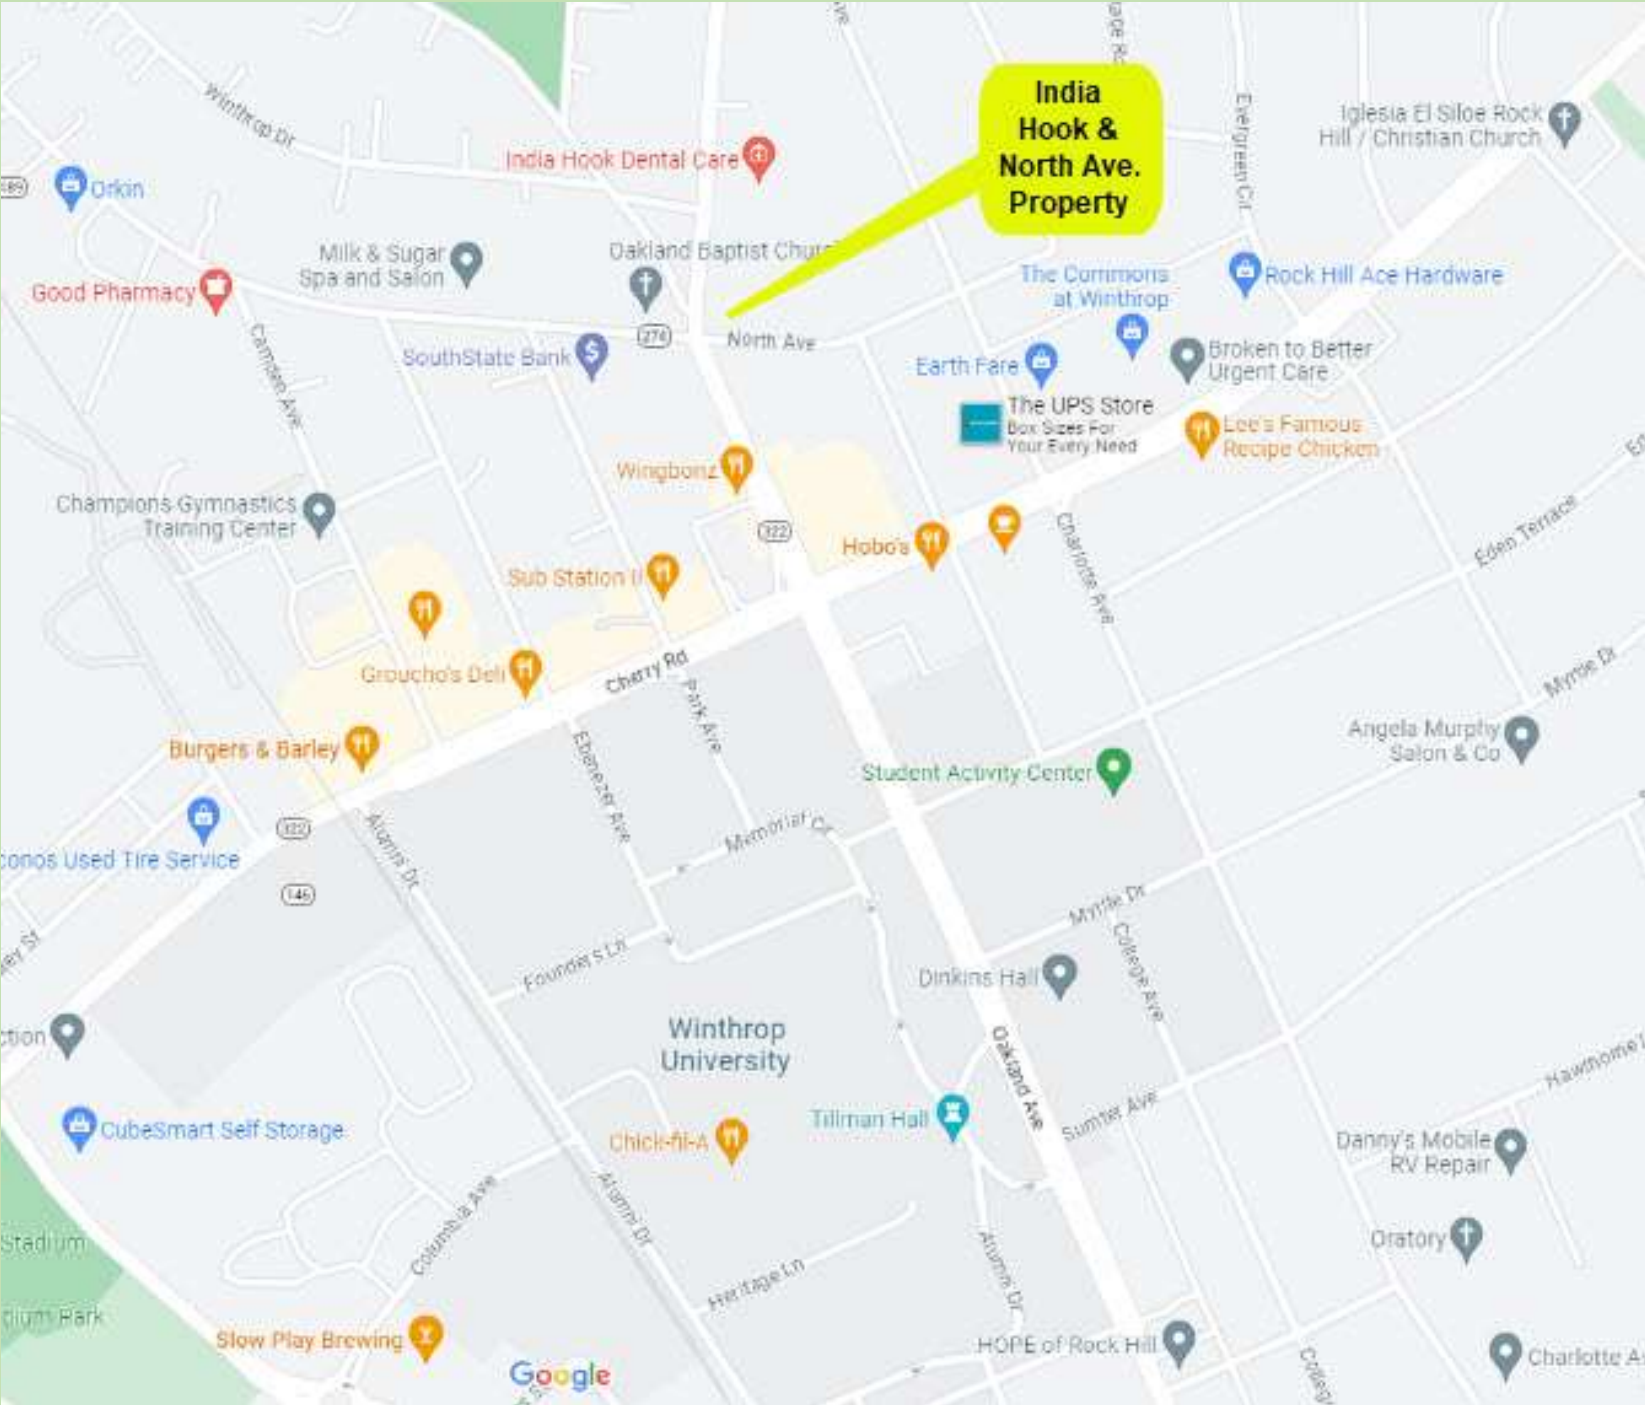 Winthrop Dr
India
Hook &
North Ave.
Property
Evergreen Cir
Iglesia El Siloe Rock
Hill / Christian Church
India Hook Dental Care
Orkin
Milk & Sugar
Spa and Salon
Oakland Baptist
Good Pharmacy
The Commons
at Winthrop
Rock Hill Ace Hardware
Camden Ave
274
North Ave
SouthState Bank
Earth Fare
Broken to Better
Urgent Care
The UPS Store
Box Sizes For
Your Every Need
Lee's Famous
Recipe Chicken
Wingbonz
Champions Gymnastics
Training Center
322
Hobo's
Charlotte Ave
Eden Terrace
Sub Station II
Groucho's Deli
Cherry Rd
Park Ave
Myrtle Dr
Burgers & Barley
Ebenezer Ave
Angela Murphy
Salon & Co
Student Activity Center
322
Alumni Dr
Memorial Cir
Used Tire Service
146
Myrtle Dr
College Ave
Founders Ln
Dinkins Hall
Winthrop
University
Oakland Ave
CubeSmart Self Storage
Chick-fil-A
Tillman Hall
Sumter Ave
Hawthorne
Danny's Mobile
RV Repair
Columbia Ave
Alumni Dr
Stadium
Heritage Ln
Alumni Dr
Oratory
Park
Slow Play Brewing
Google
HOPE of Rock Hill
Charlotte